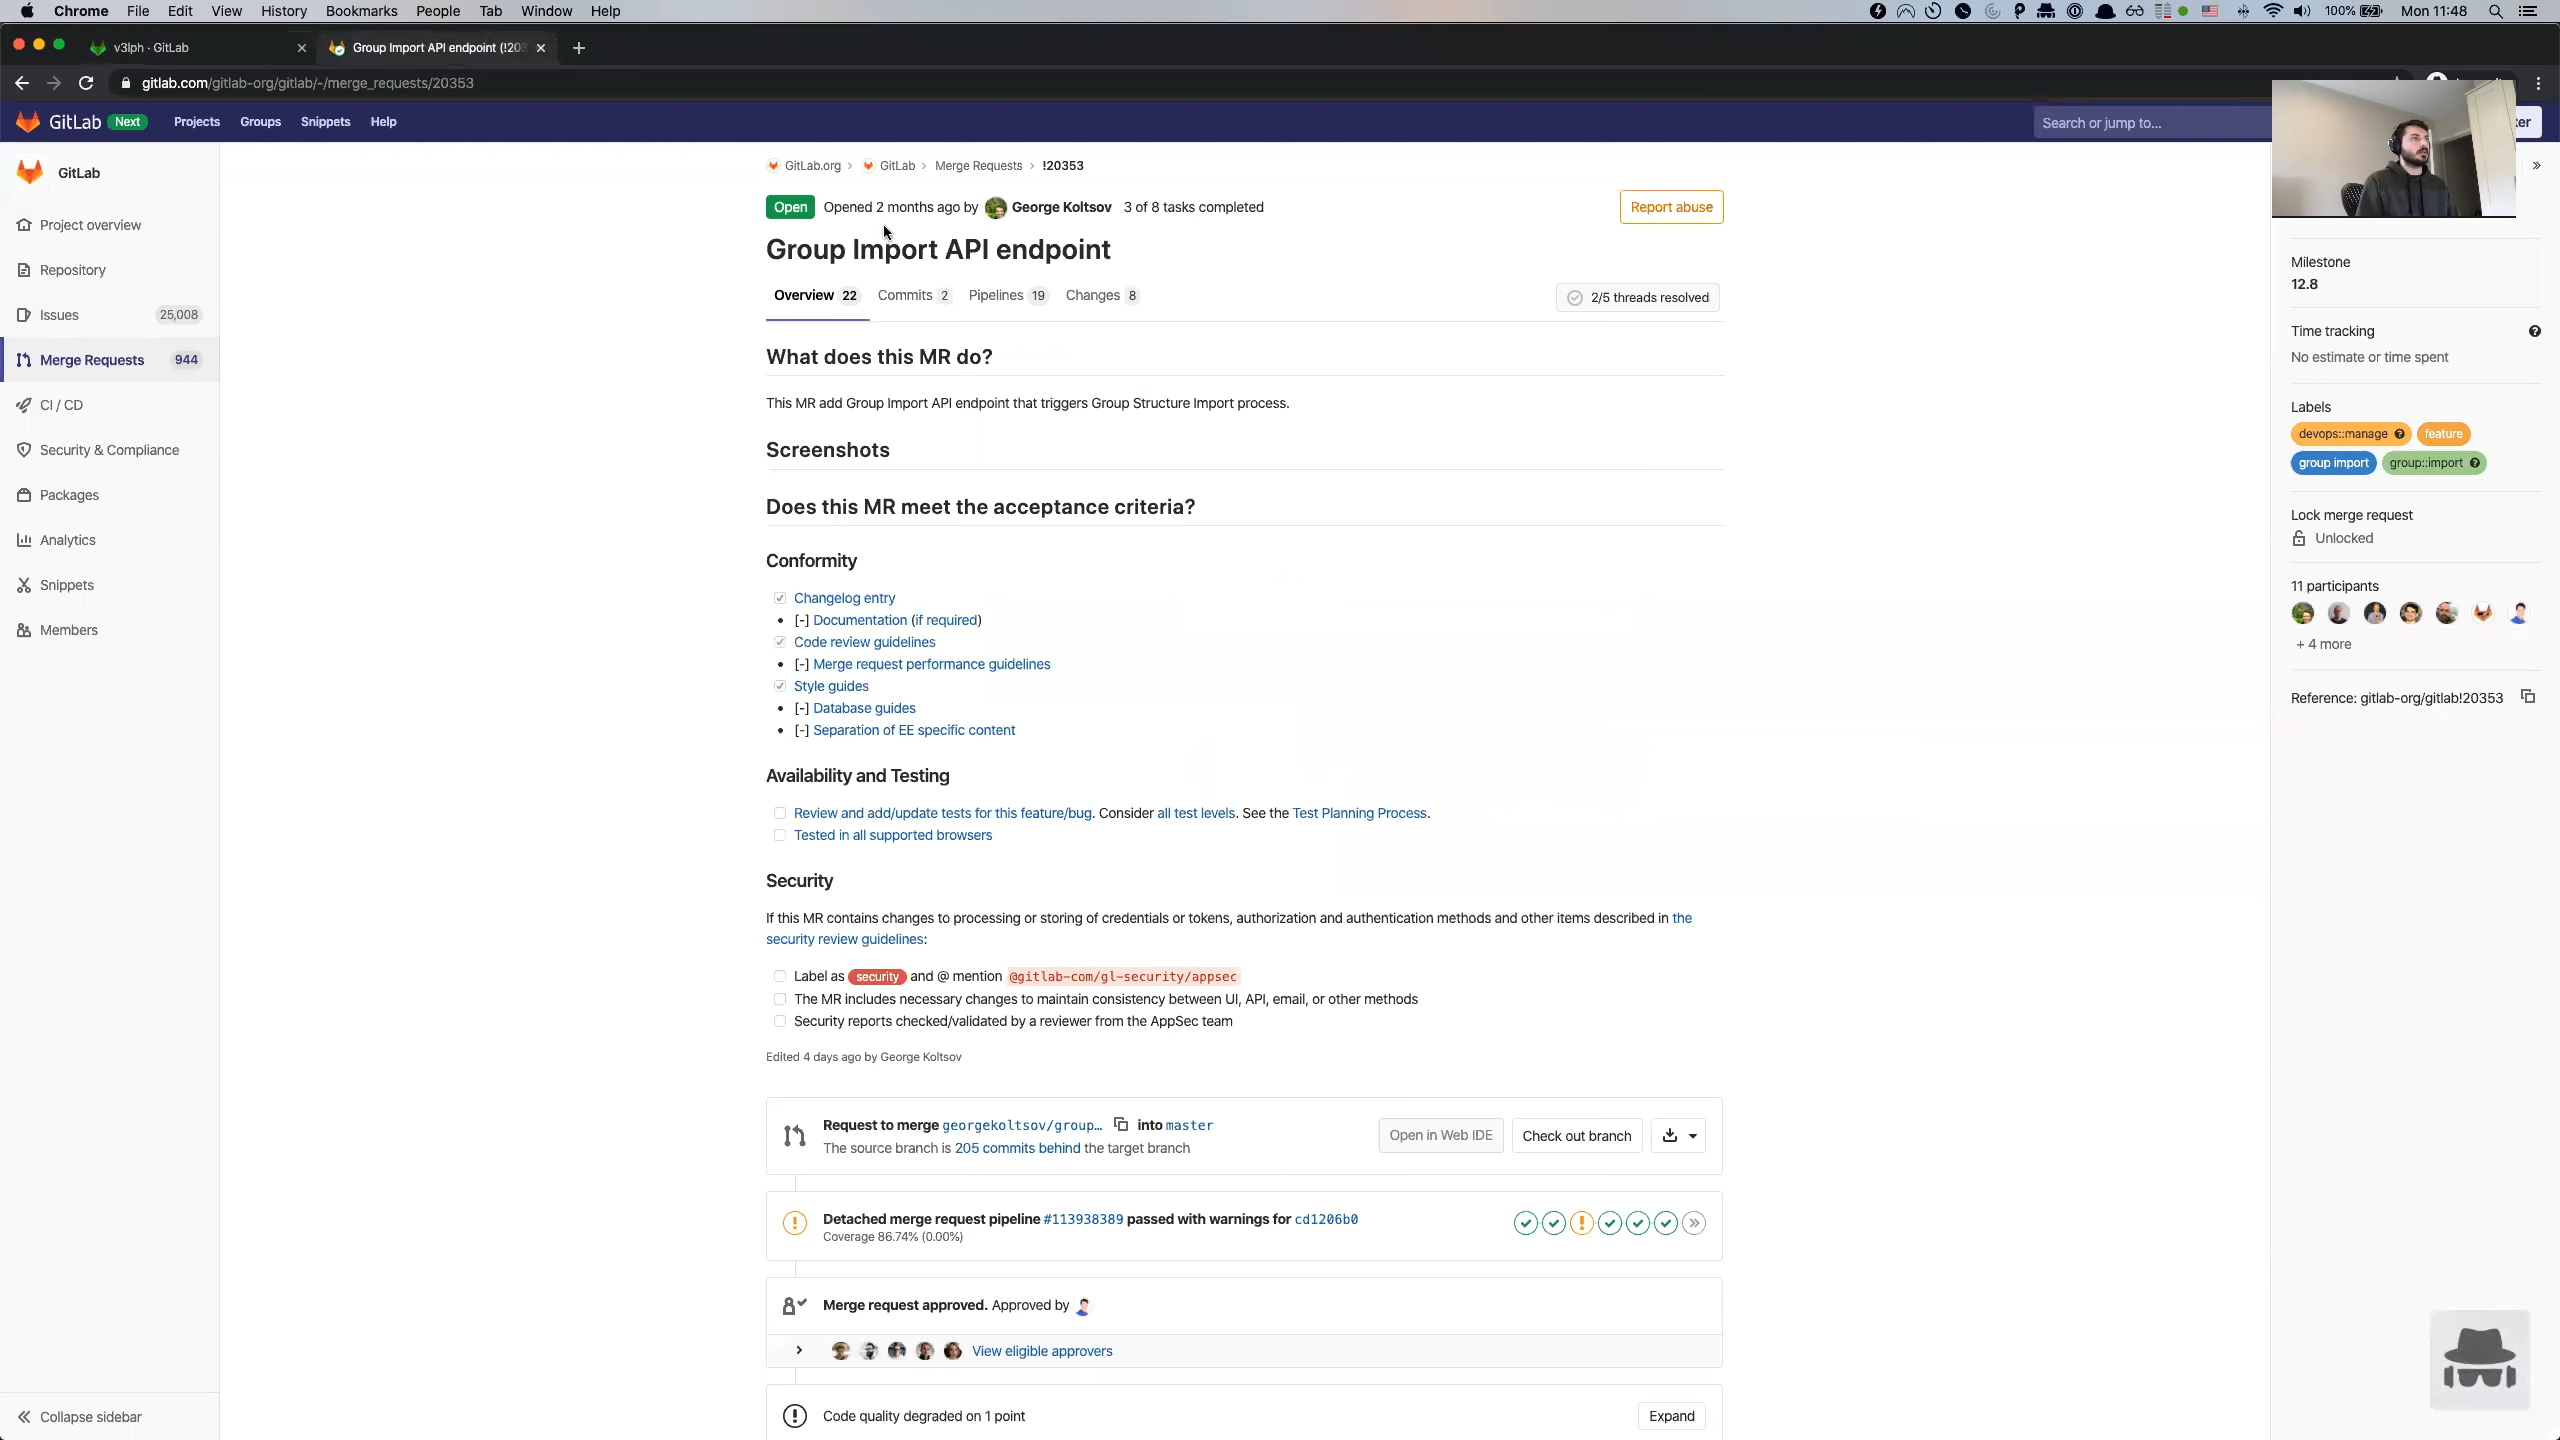 Chrome File Edit View History Bookmarks People Tab Window Help 100% Mon 11:48
v3lph · GitLab
Group Import API endpoint (!203
gitlab.com/gitlab-org/gitlab/-/merge_requests/20353
GitLab Next Projects Groups Snippets Help Search or jump to...
GitLab
Project overview
Repository
Issues 25,008
Merge Requests 944
CI / CD
Security & Compliance
Packages
Analytics
Snippets
Members
Collapse sidebar
GitLab.org › GitLab › Merge Requests › !20353
Open Opened 2 months ago by George Koltsov 3 of 8 tasks completed Report abuse
Group Import API endpoint
Overview 22 Commits 2 Pipelines 19 Changes 8 2/5 threads resolved
What does this MR do?
This MR add Group Import API endpoint that triggers Group Structure Import process.
Screenshots
Does this MR meet the acceptance criteria?
Conformity
Changelog entry
• [-] Documentation (if required)
Code review guidelines
• [-] Merge request performance guidelines
Style guides
• [-] Database guides
• [-] Separation of EE specific content
Availability and Testing
Review and add/update tests for this feature/bug. Consider all test levels. See the Test Planning Process.
Tested in all supported browsers
Security
If this MR contains changes to processing or storing of credentials or tokens, authorization and authentication methods and other items described in the
security review guidelines:
Label as security and @ mention @gitlab-com/gl-security/appsec
The MR includes necessary changes to maintain consistency between UI, API, email, or other methods
Security reports checked/validated by a reviewer from the AppSec team
Edited 4 days ago by George Koltsov
Request to merge georgekoltsov/group… into master
The source branch is 205 commits behind the target branch
Open in Web IDE Check out branch
Detached merge request pipeline #113938389 passed with warnings for cd1206b0
Coverage 86.74% (0.00%)
Merge request approved. Approved by
View eligible approvers
Code quality degraded on 1 point Expand
Milestone
12.8
Time tracking
No estimate or time spent
Labels
devops::manage feature
group import group::import
Lock merge request
Unlocked
11 participants
+ 4 more
Reference: gitlab-org/gitlab!20353